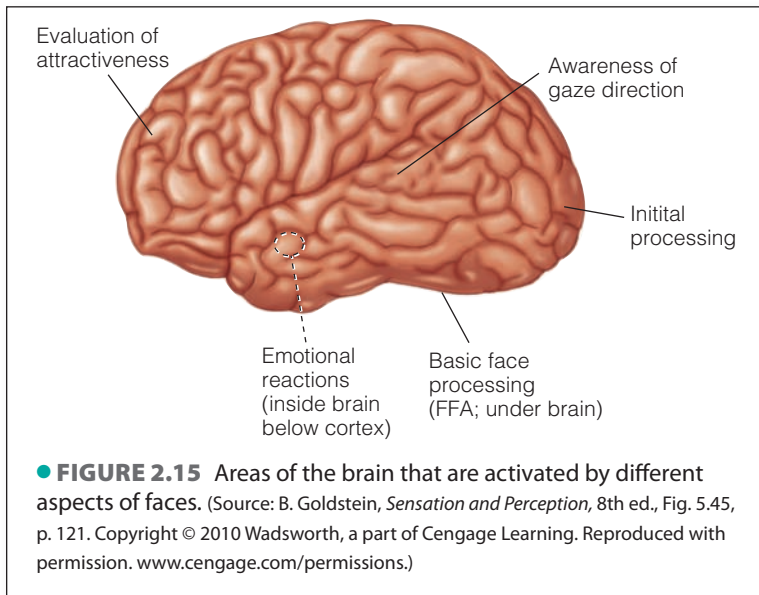 Evaluation of
attractiveness
Awareness of
gaze direction
Initital
processing
Emotional
reactions
(inside brain
below cortex)
Basic face
processing
(FFA; under brain)
● FIGURE 2.15 Areas of the brain that are activated by different
aspects of faces. (Source: B. Goldstein, Sensation and Perception, 8th ed., Fig. 5.45,
p. 121. Copyright © 2010 Wadsworth, a part of Cengage Learning. Reproduced with
permission. www.cengage.com/permissions.)